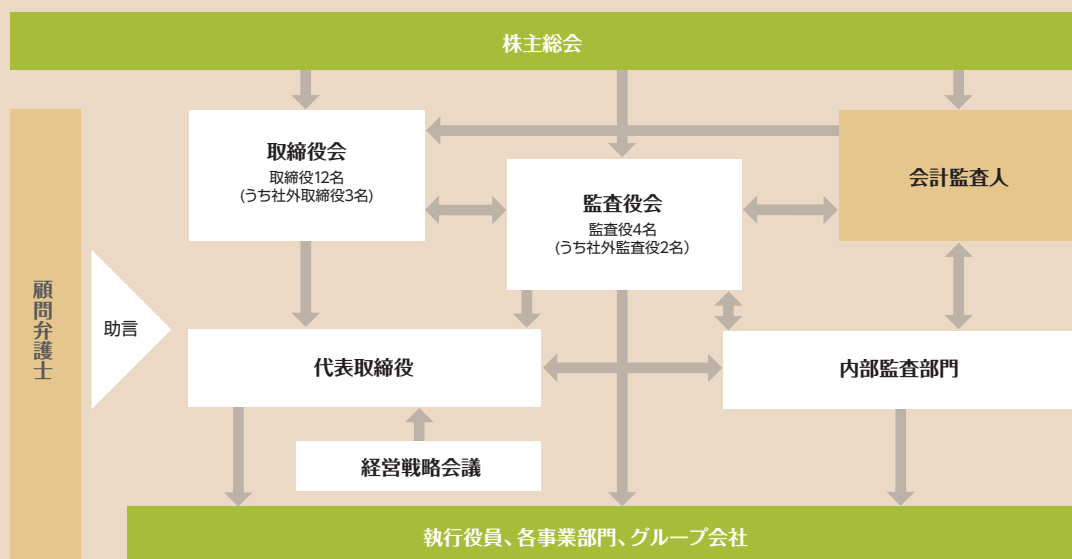 株主総会
取締役会
取締役12名
(うち社外取締役3名)
監査役会
監査役4名
(うち社外監査役2名)
会計監査人
顧問弁護士
助言
代表取締役
内部監査部門
経営戦略会議
執行役員、各事業部門、グループ会社